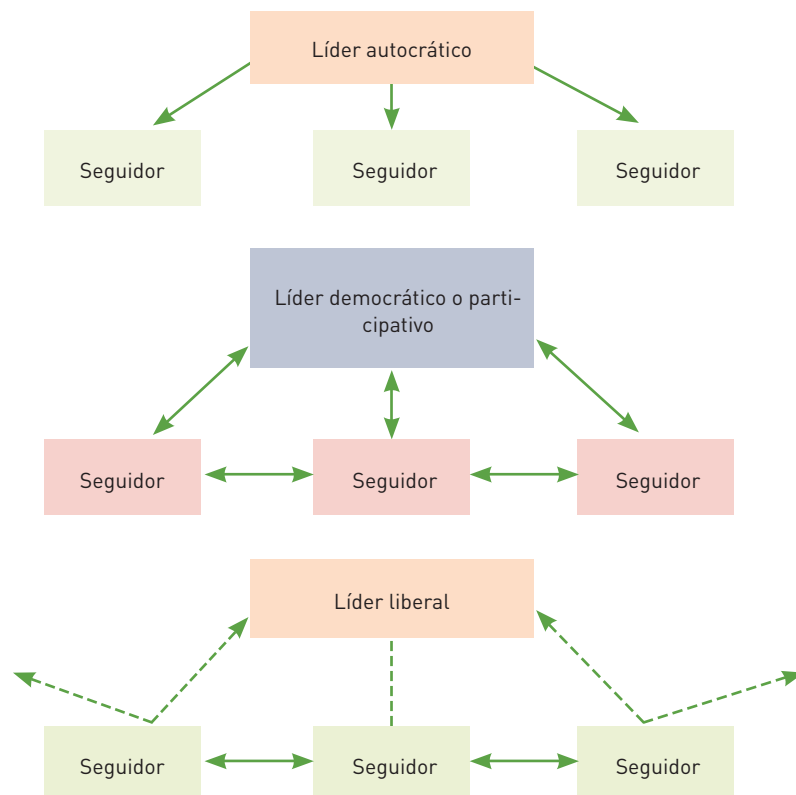 Líder autocrático
Seguidor
Seguidor
Seguidor
Líder democrático o parti-
cipativo
Seguidor
Seguidor
Seguidor
Líder liberal
Seguidor
Seguidor
Seguidor